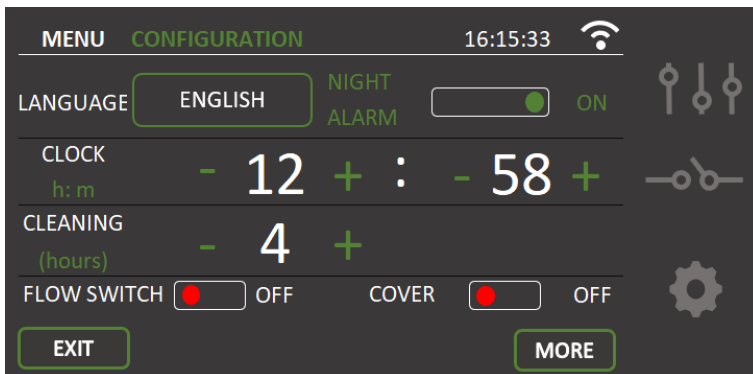 MENU CONFIGURATION 16:15:33
LANGUAGE ENGLISH NIGHT ALARM ON
CLOCK
h: m
- 12 + : - 58 +
CLEANING
(hours)
- 4 +
FLOW SWITCH OFF COVER OFF
EXIT MORE